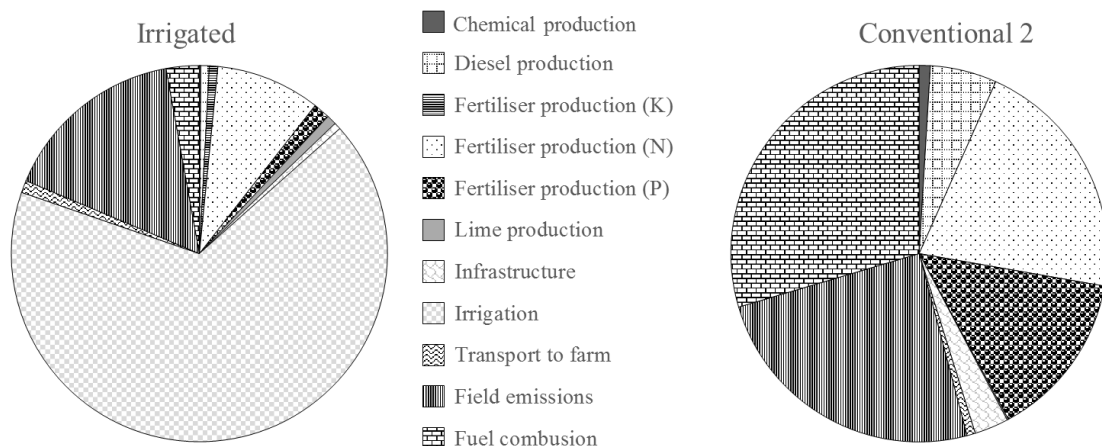 Irrigated
Chemical production
Diesel production
Fertiliser production (K)
Fertiliser production (N)
Fertiliser production (P)
Lime production
Infrastructure
Irrigation
Transport to farm
Field emissions
Fuel combusion
Conventional 2